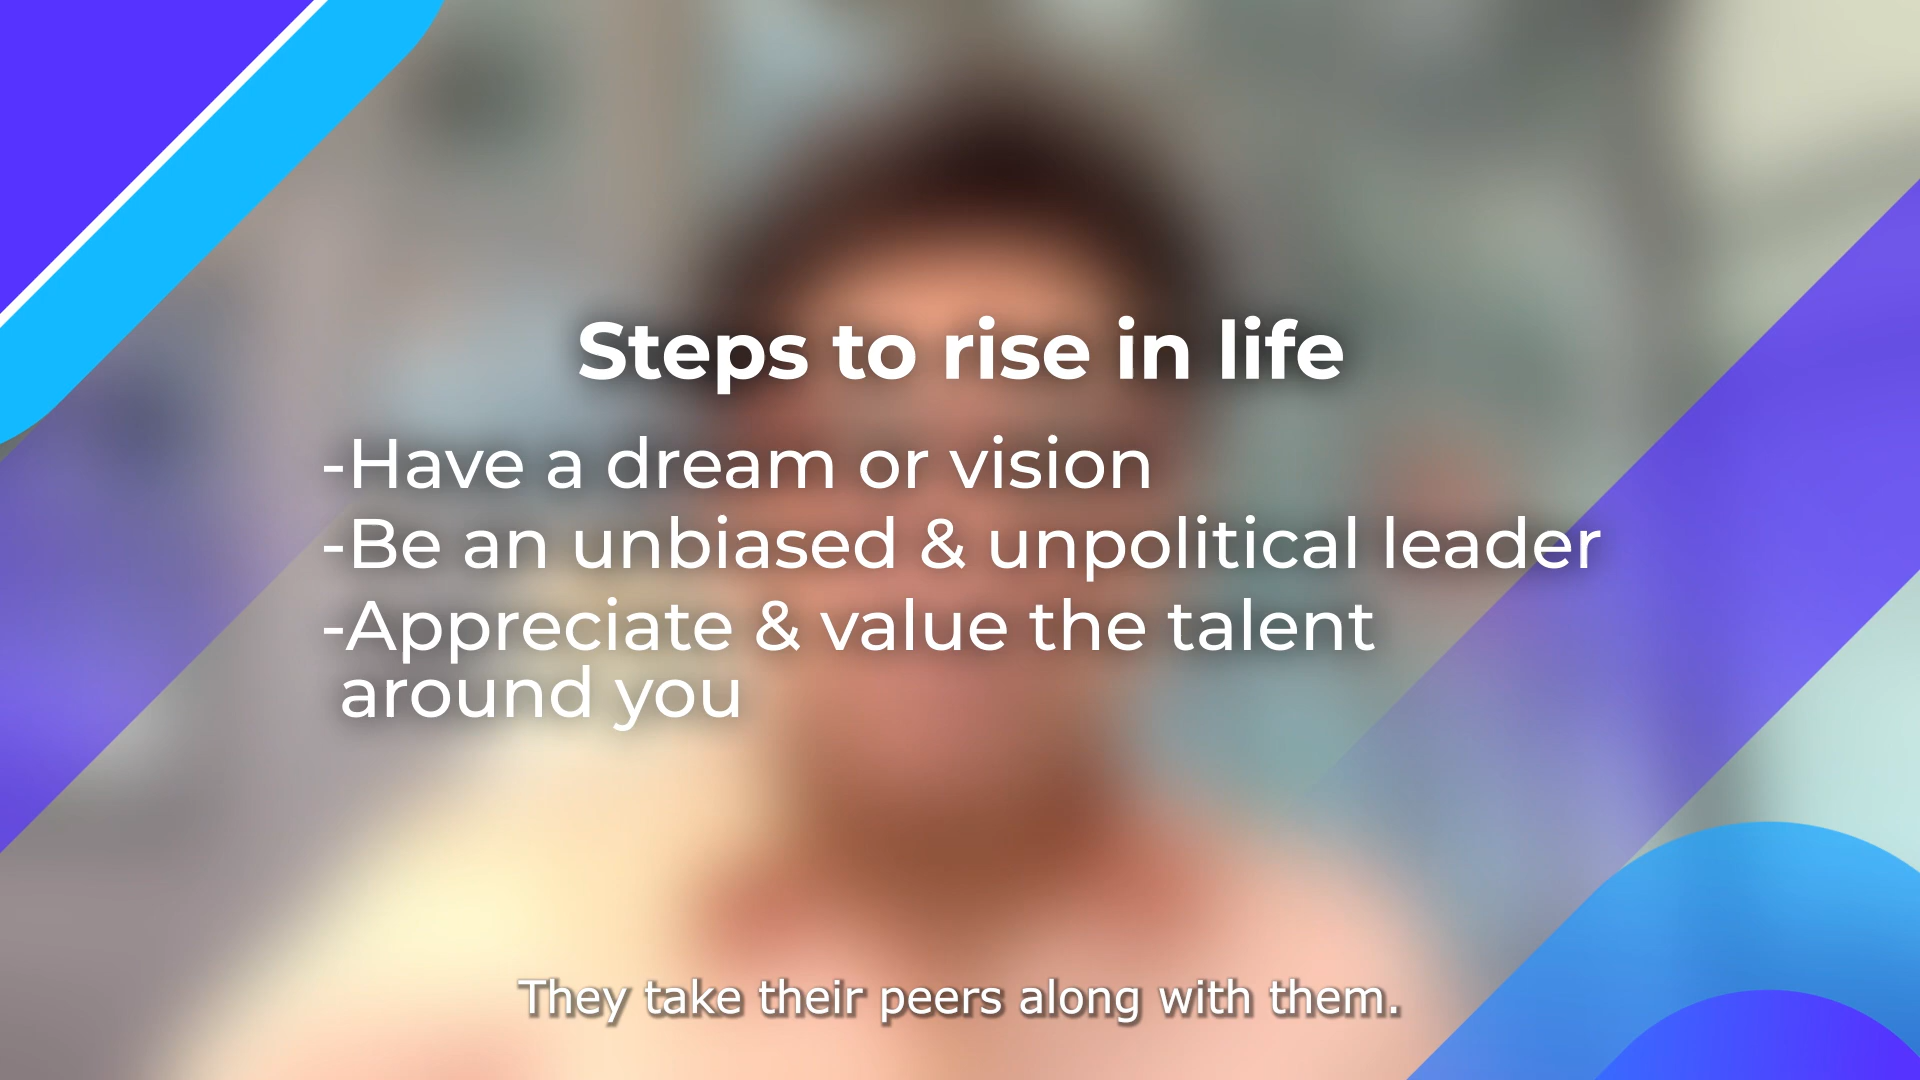 Steps to rise in life
-Have a dream or vision
-Be an unbiased & unpolitical leader
-Appreciate & value the talent
around you
They take their peers along with them.